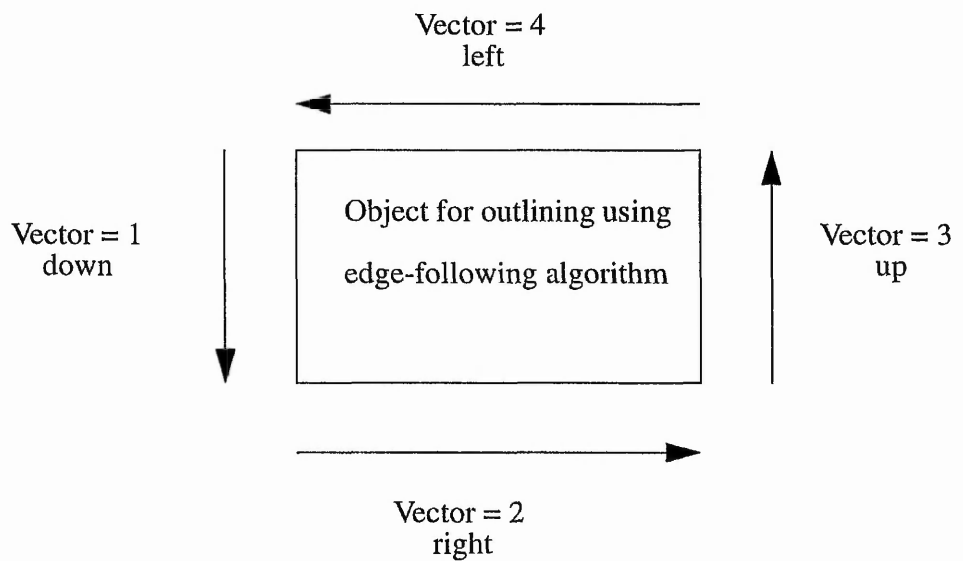 Vector = 4
left
Object for outlining using
edge-following algorithm
Vector = 1
down
Vector = 3
up
Vector = 2
right